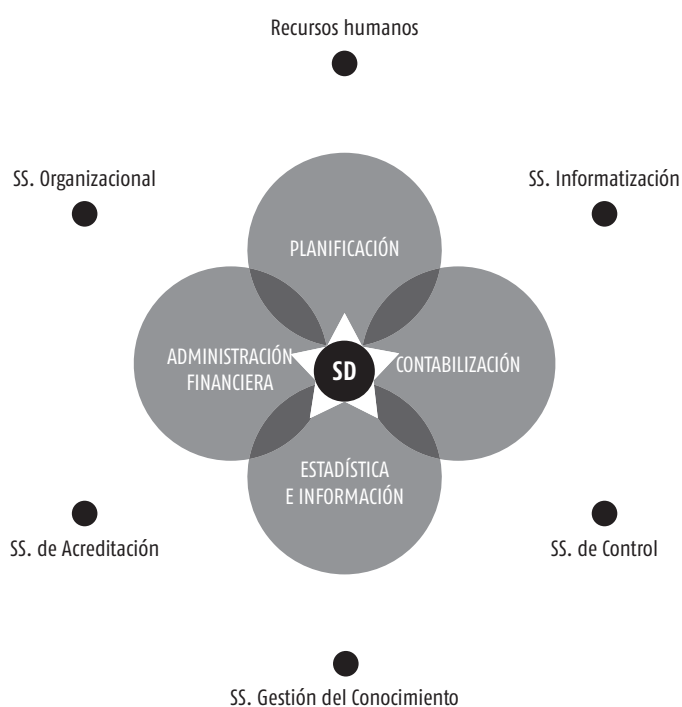 Recursos humanos
SS. Organizacional
SS. Informatización
PLANIFICACIÓN
ADMINISTRACIÓN
FINANCIERA
SD
CONTABILIZACIÓN
ESTADÍSTICA
E INFORMACIÓN
SS. de Acreditación
SS. de Control
SS. Gestión del Conocimiento